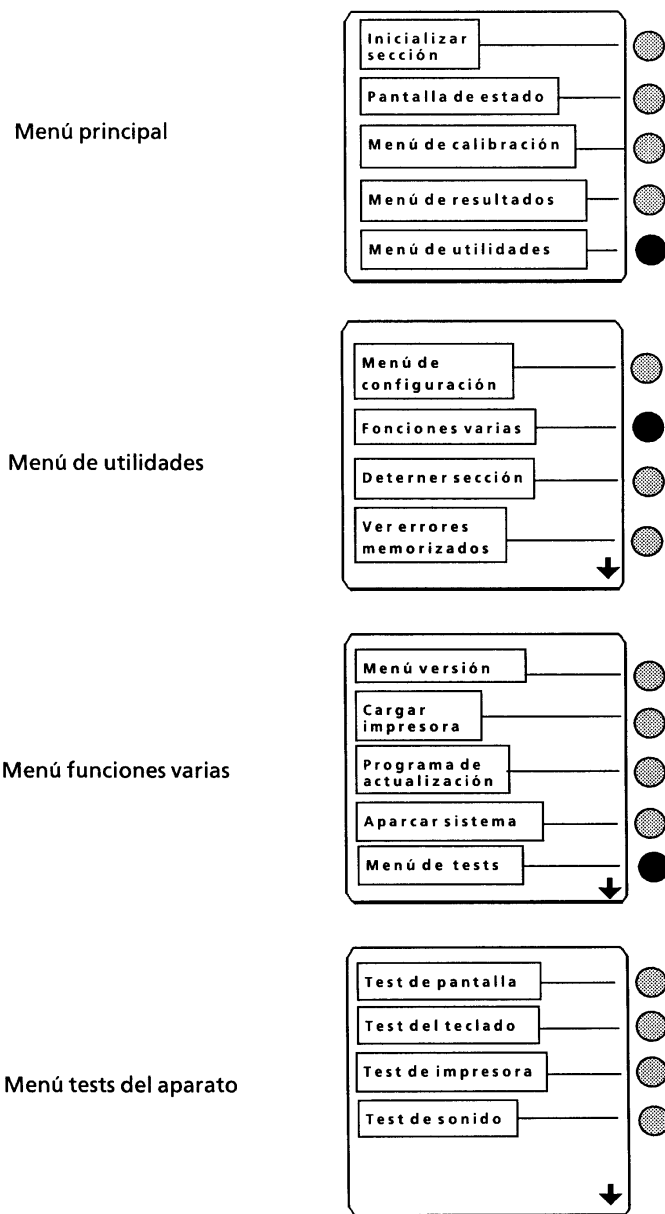 Menú principal
Inicializar
sección
Pantalla de estado
Menú de calibración
Menú de resultados
Menú de utilidades
Menú de utilidades
Menú de
configuración
Fonciones varias
Deterner sección
Ver errores
memorizados
Menú funciones varias
Menú versión
Cargar
impresora
Programa de
actualización
Aparcar sistema
Menú de tests
Menú tests del aparato
Test de pantalla
Test del teclado
Test de impresora
Test de sonido